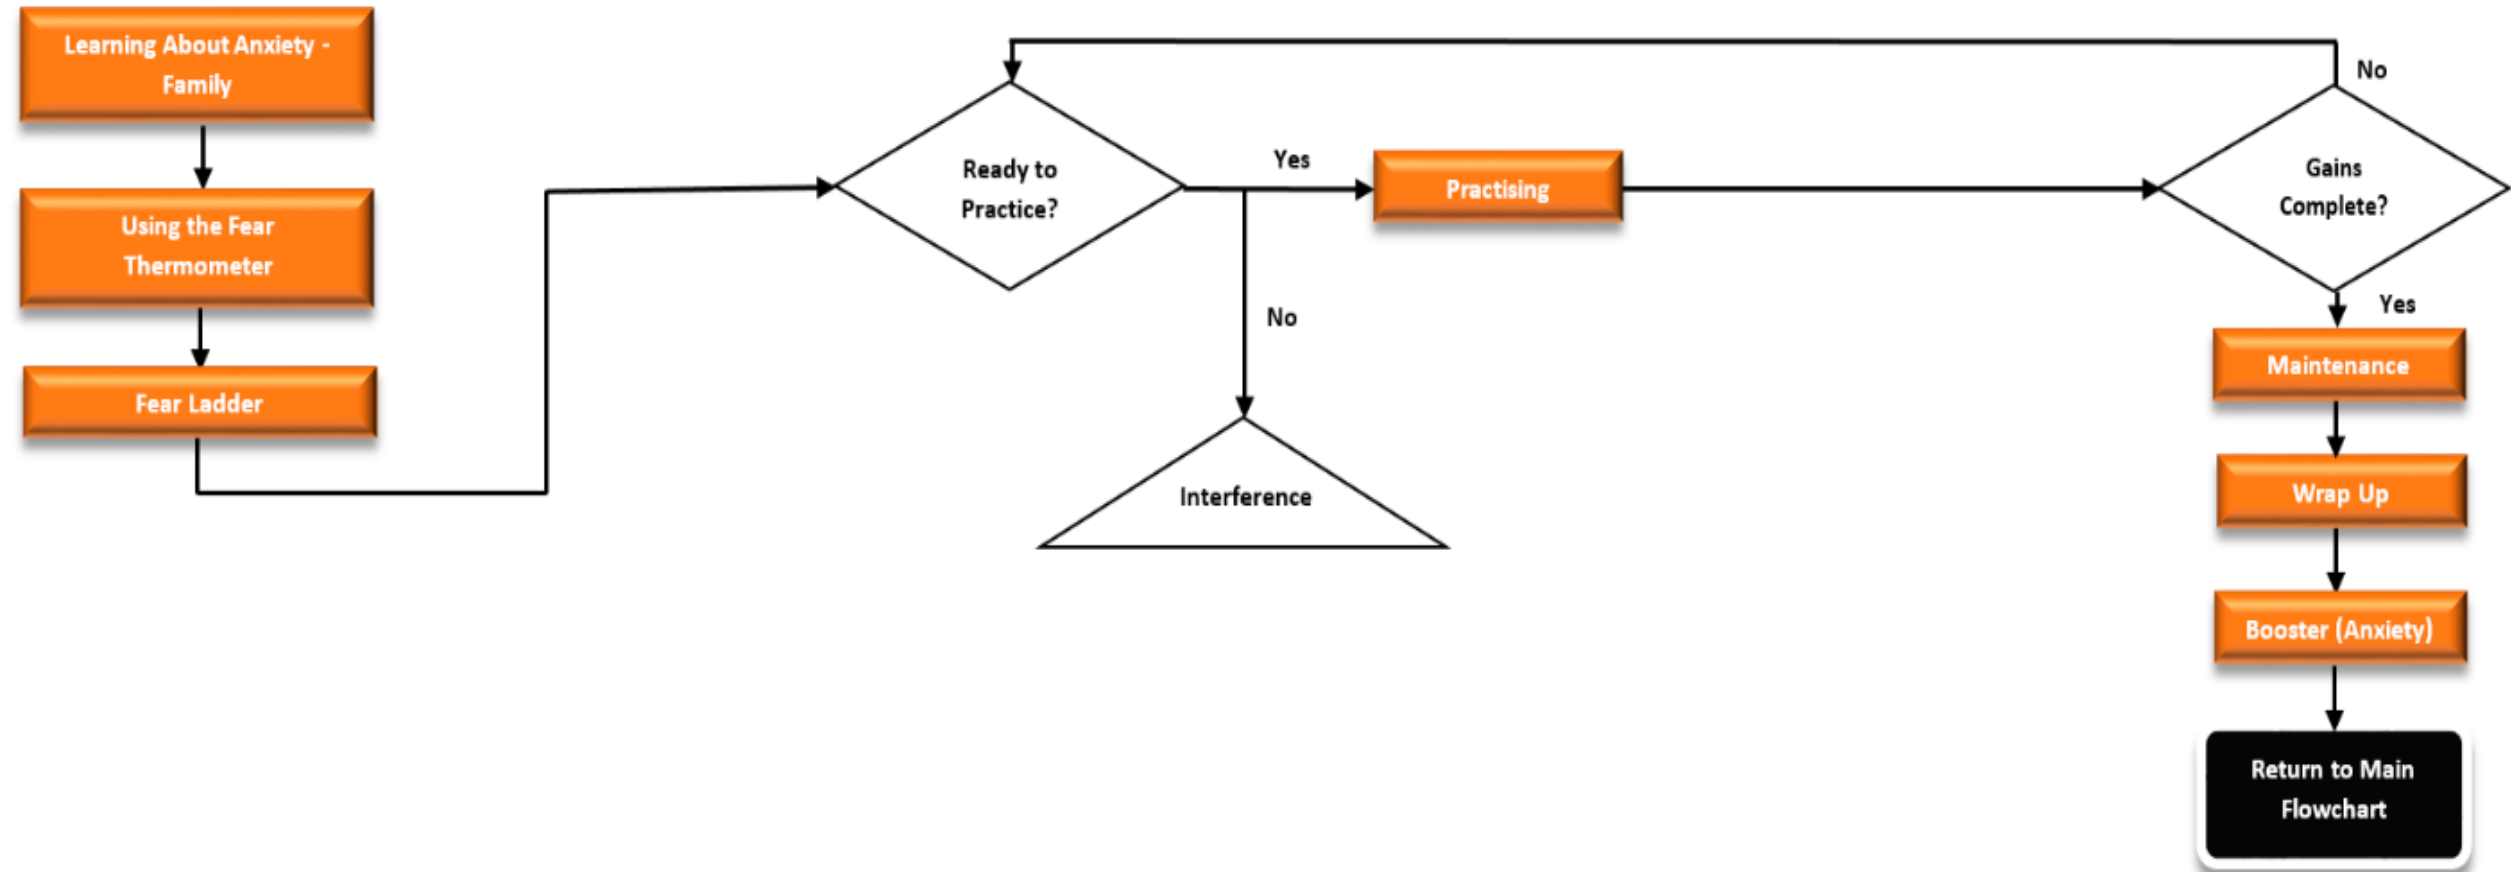 Learning About Anxiety -
Family
Using the Fear
Thermometer
Fear Ladder
Ready to
Practice?
Yes
No
Interference
Practising
Gains
Complete?
No
Yes
Maintenance
Wrap Up
Booster (Anxiety)
Return to Main
Flowchart